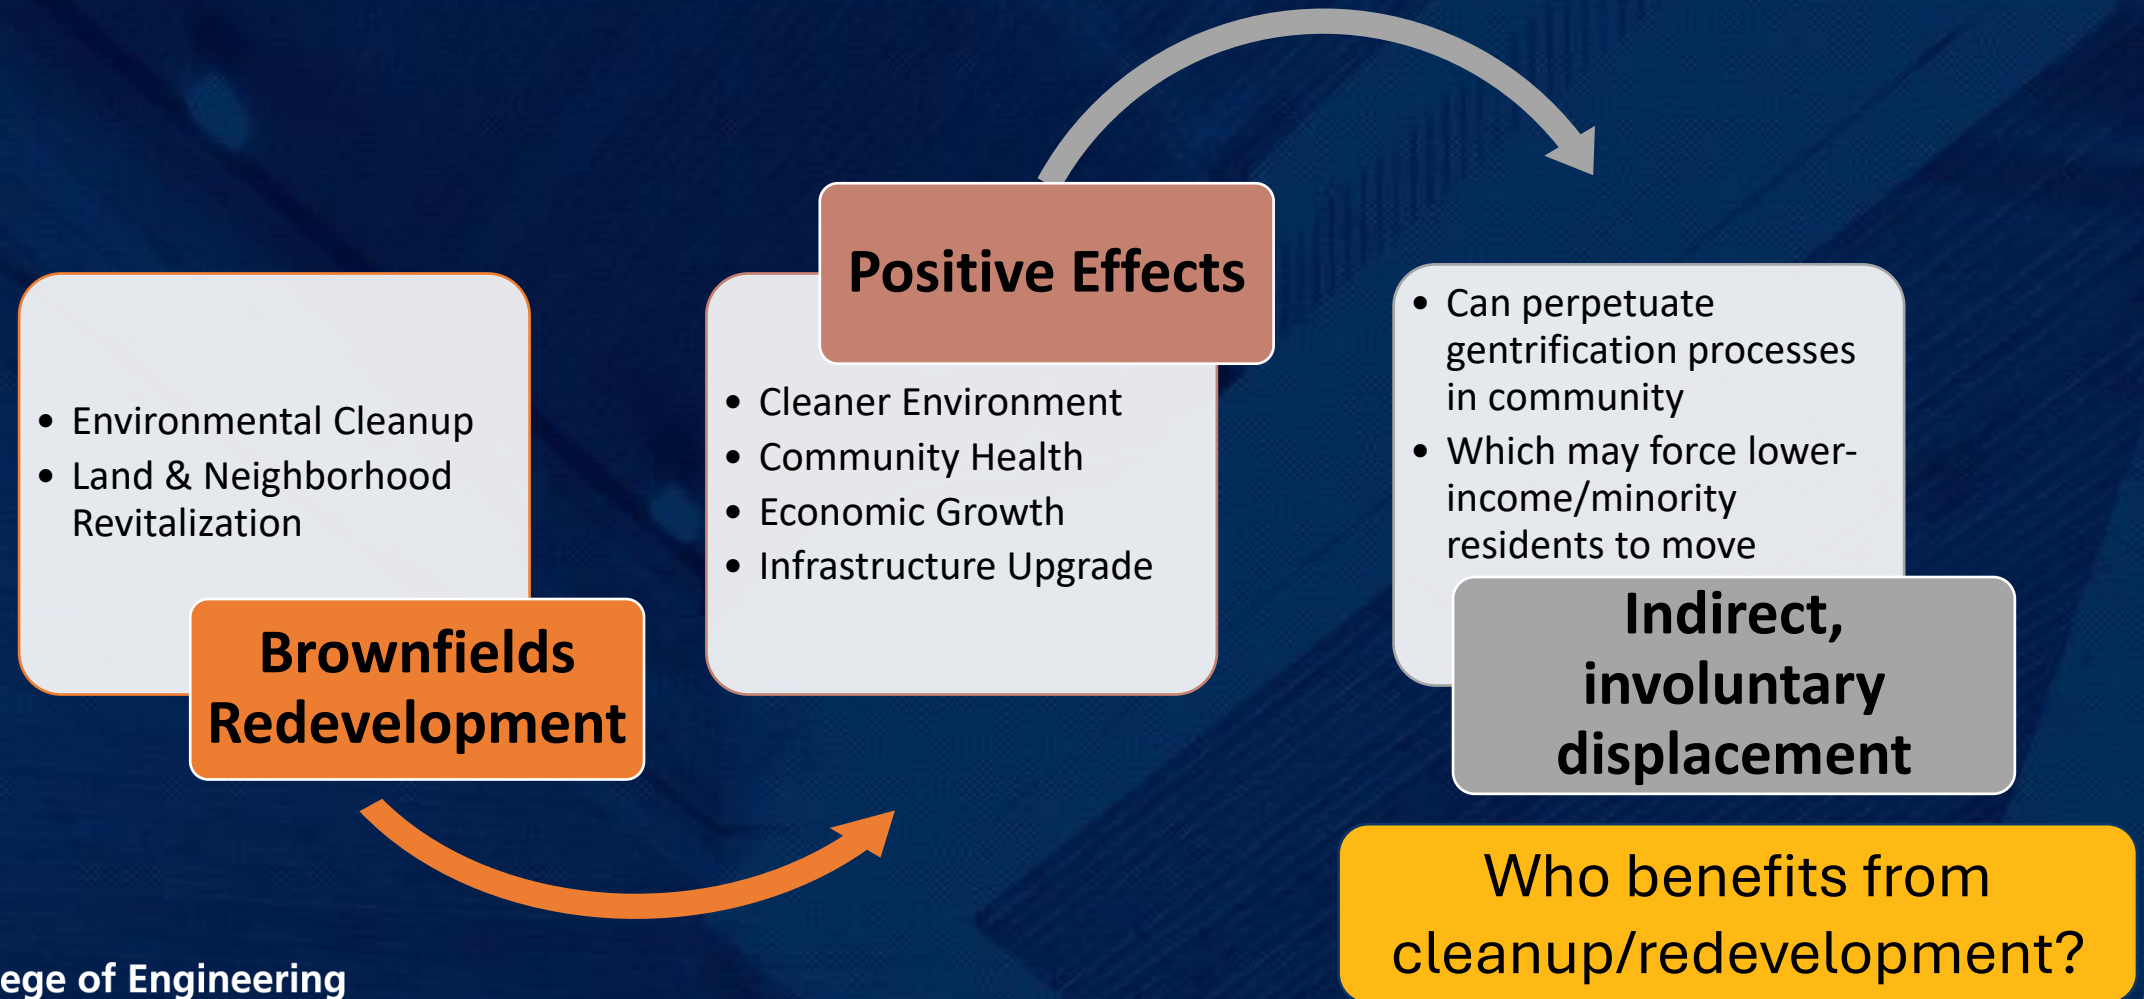 • Environmental Cleanup
• Land & Neighborhood
Revitalization
Brownfields
Redevelopment
Positive Effects
• Cleaner Environment
• Community Health
• Economic Growth
• Infrastructure Upgrade
• Can perpetuate
gentrification processes
in community
• Which may force lower-
income/minority
residents to move
Indirect,
involuntary
displacement
Who benefits from
cleanup/redevelopment?
ege of Engineering